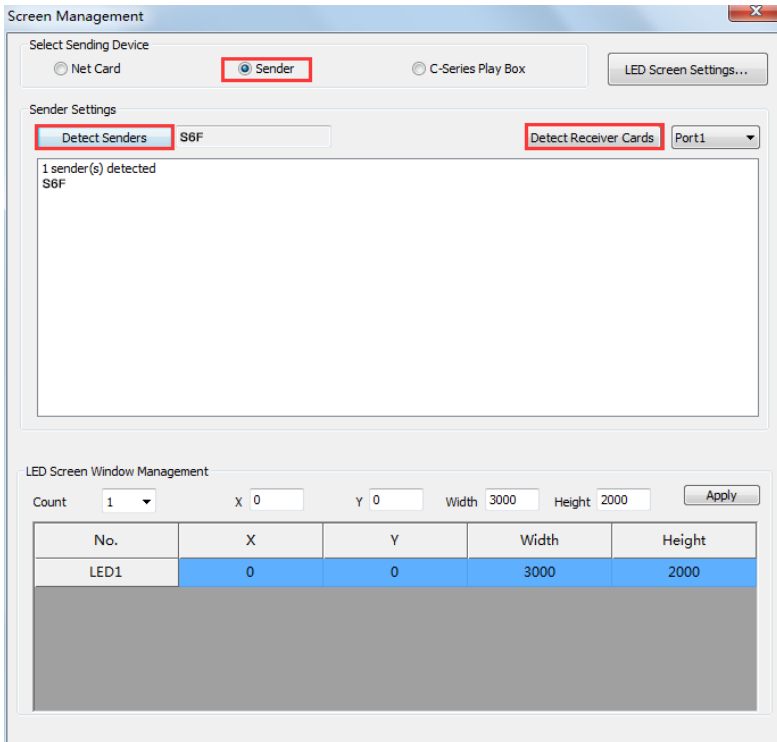 Screen Management
Select Sending Device
Net Card Sender C-Series Play Box LED Screen Settings...
Sender Settings
Detect Senders S6F Detect Receiver Cards Port1
1 sender(s) detected
S6F
LED Screen Window Management
Count 1 X 0 Y 0 Width 3000 Height 2000 Apply
No. X Y Width Height
LED1 0 0 3000 2000